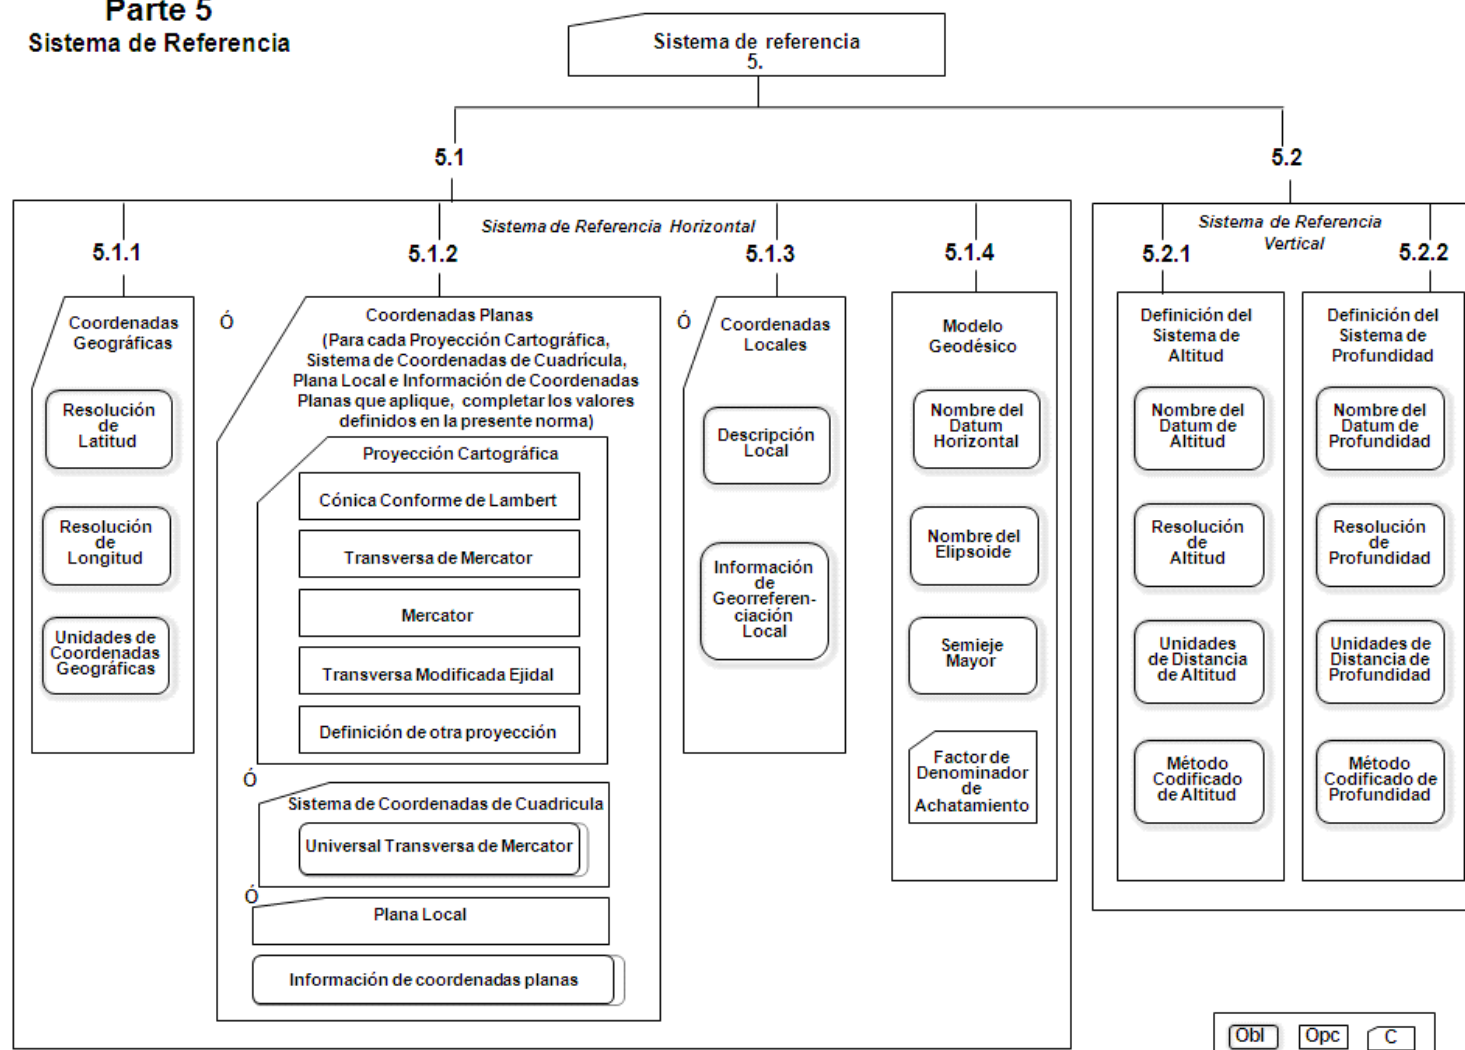 Parte 5
Sistema de Referencia
Sistema de referencia
5.
5.1
5.2
Sistema de Referencia Horizontal
5.1.1
5.1.2
5.1.3
5.1.4
Sistema de Referencia
Vertical
5.2.1
5.2.2
Coordenadas
Geográficas
Resolución
de
Latitud
Resolución
de
Longitud
Unidades de
Coordenadas
Geográficas
Ó
Coordenadas Planas
(Para cada Proyección Cartográfica,
Sistema de Coordenadas de Cuadrícula,
Plana Local e Información de Coordenadas
Planas que aplique, completar los valores
definidos en la presente norma)
Proyección Cartográfica
Cónica Conforme de Lambert
Transversa de Mercator
Mercator
Transversa Modificada Ejidal
Definición de otra proyección
Ó
Sistema de Coordenadas de Cuadricula
Universal Transversa de Mercator
Ó
Plana Local
Información de coordenadas planas
Ó
Coordenadas
Locales
Descripción
Local
Información
de
Georreferen-
ciación
Local
Modelo
Geodésico
Nombre del
Datum
Horizontal
Nombre del
Elipsoide
Semieje
Mayor
Factor de
Denominador
de
Achatamiento
Definición del
Sistema de
Altitud
Nombre del
Datum de
Altitud
Resolución
de
Altitud
Unidades
de Distancia
de Altitud
Método
Codificado
de Altitud
Definición del
Sistema de
Profundidad
Nombre del
Datum de
Profundidad
Resolución
de
Profundidad
Unidades de
Distancia de
Profundidad
Método
Codificado de
Profundidad
Obl
Opc
C